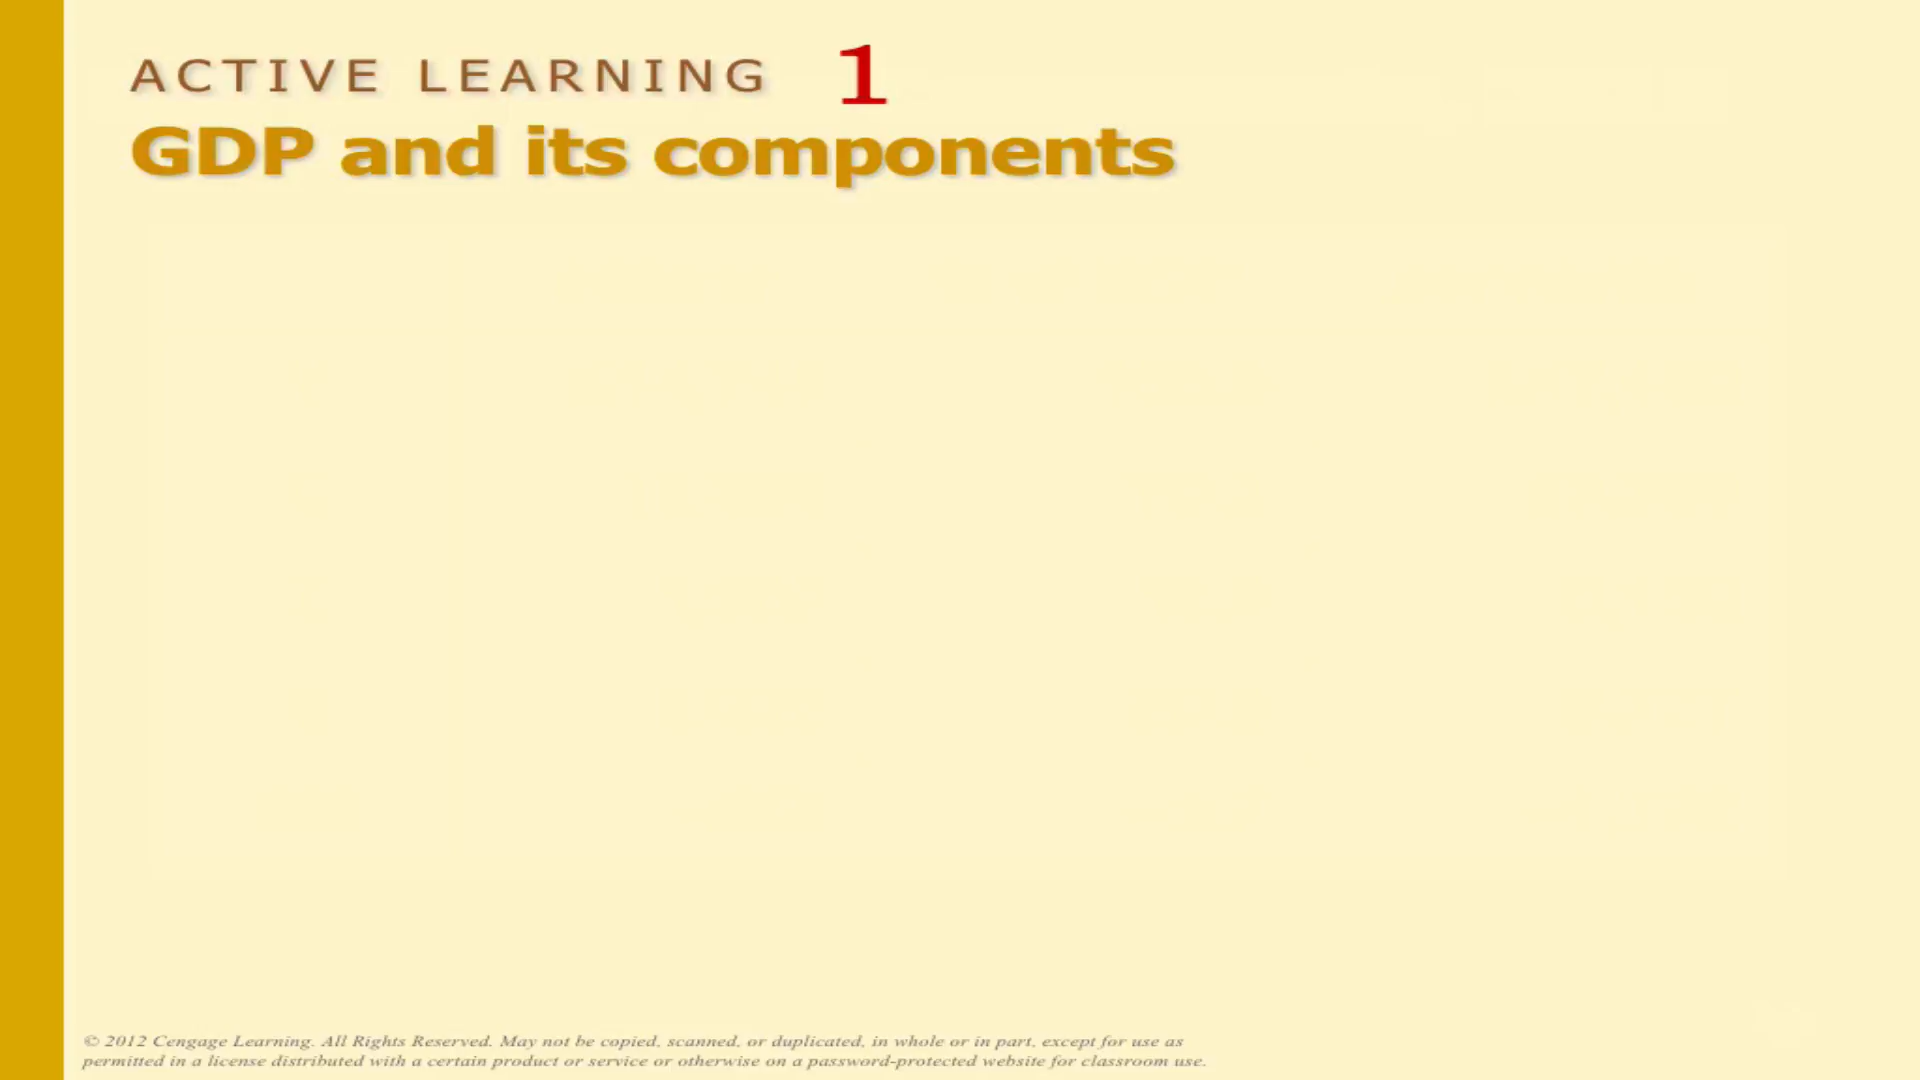 ACTIVE LEARNING 1
GDP and its components
© 2012 Cengage Learning. All Rights Reserved. May not be copied, scanned, or duplicated, in whole or in part, except for use as
permitted in a license distributed with a certain product or service or otherwise on a password-protected website for classroom use.